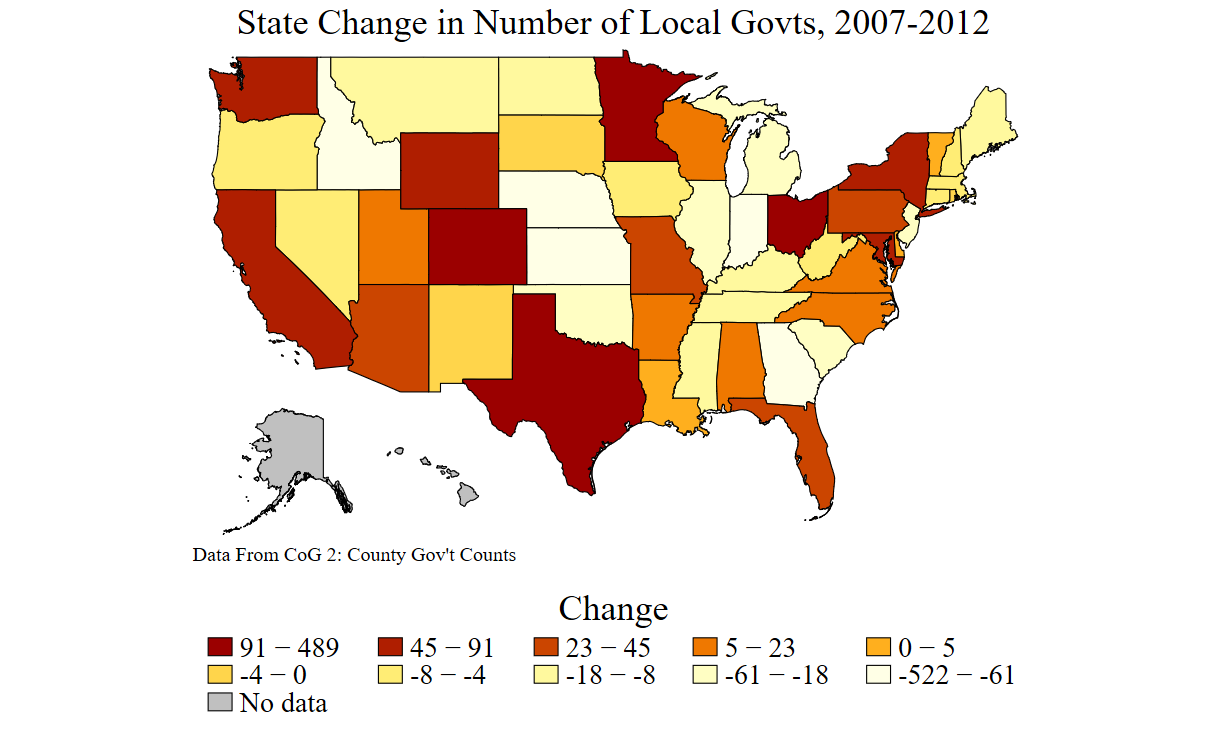 State Change in Number of Local Govts, 2007-2012
Data From CoG 2: County Gov't Counts
Change
91 − 489 45 − 91 23 − 45 5 − 23 0 − 5
-4 − 0 -8 − -4 -18 − -8 -61 − -18 -522 − -61
No data